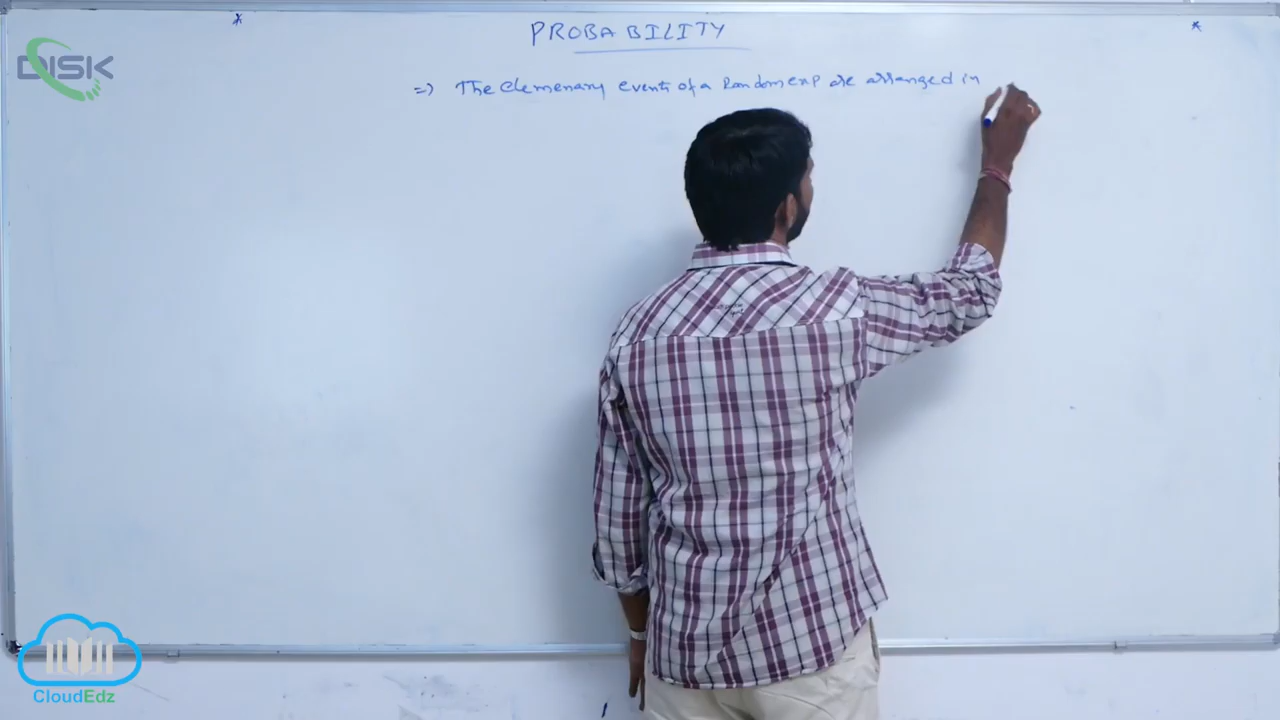 PROBABILITY
DISK
=> The elemenary events of a Random exp are arranged in
CloudEdz